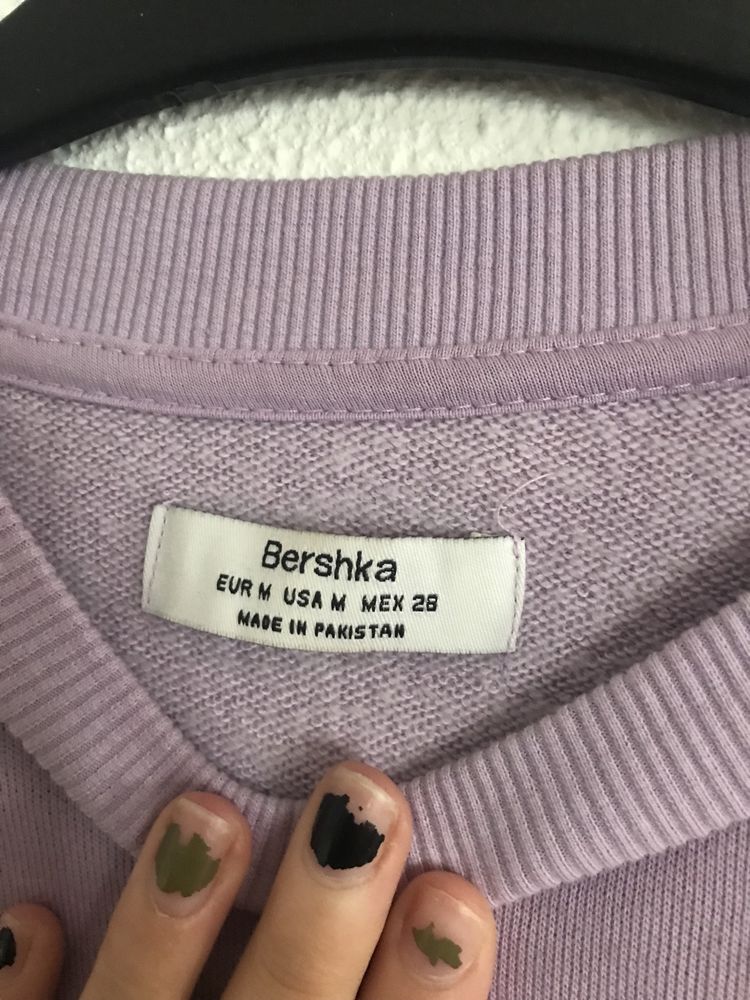 Bershka
EUR M USA M MEX 28
MADE IN PAKISTAN